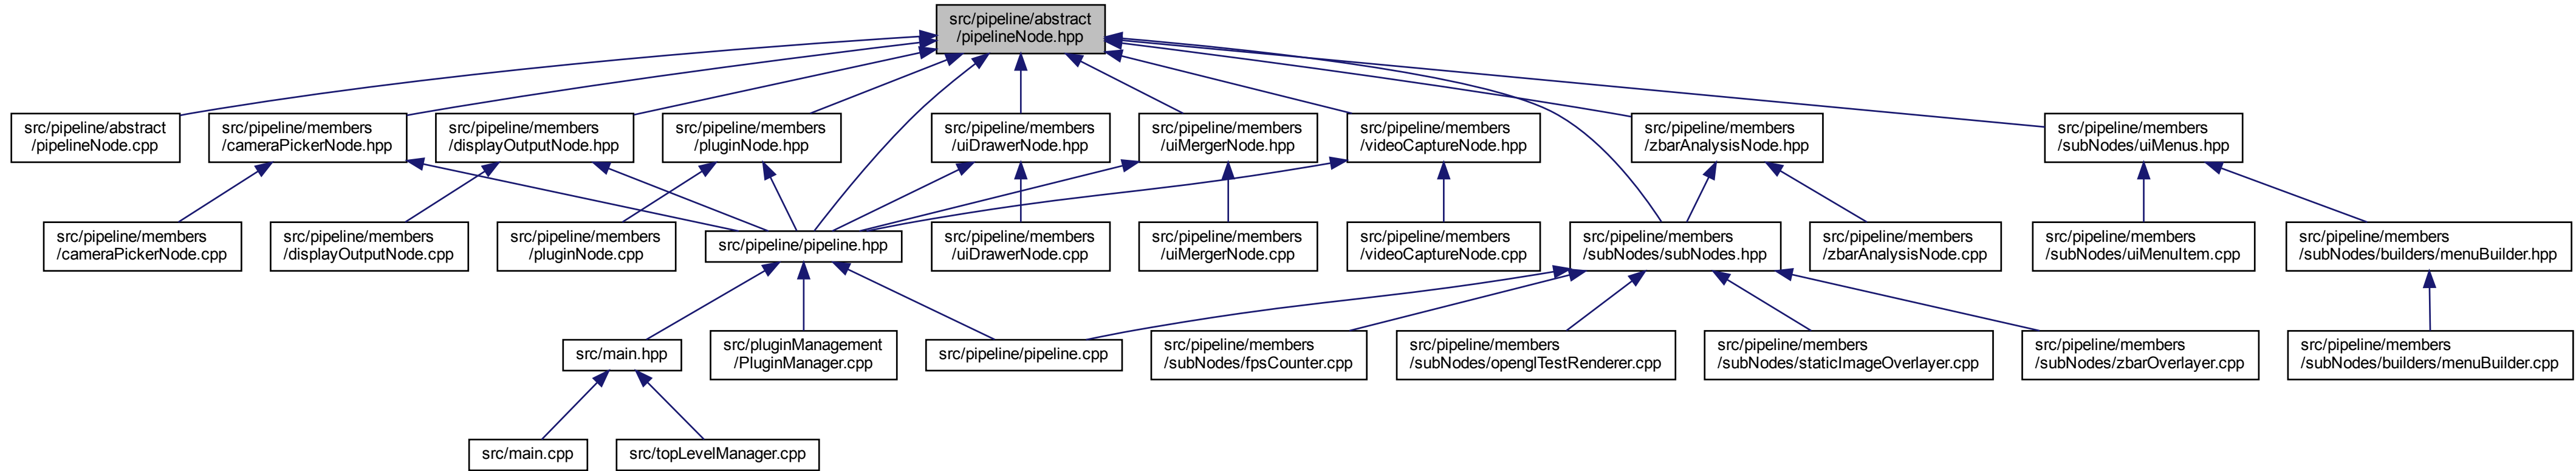 src/pipeline/abstract
/pipelineNode.hpp
src/pipeline/abstract
/pipelineNode.cpp
src/pipeline/members
/cameraPickerNode.hpp
src/pipeline/members
/displayOutputNode.hpp
src/pipeline/members
/pluginNode.hpp
src/pipeline/members
/uiDrawerNode.hpp
src/pipeline/members
/uiMergerNode.hpp
src/pipeline/members
/videoCaptureNode.hpp
src/pipeline/members
/zbarAnalysisNode.hpp
src/pipeline/members
/subNodes/uiMenus.hpp
src/pipeline/members
/cameraPickerNode.cpp
src/pipeline/members
/displayOutputNode.cpp
src/pipeline/members
/pluginNode.cpp
src/pipeline/pipeline.hpp
src/pipeline/members
/uiDrawerNode.cpp
src/pipeline/members
/uiMergerNode.cpp
src/pipeline/members
/videoCaptureNode.cpp
src/pipeline/members
/subNodes/subNodes.hpp
src/pipeline/members
/zbarAnalysisNode.cpp
src/pipeline/members
/subNodes/uiMenuItem.cpp
src/pipeline/members
/subNodes/builders/menuBuilder.hpp
src/main.hpp
src/pluginManagement
/PluginManager.cpp
src/pipeline/pipeline.cpp
src/pipeline/members
/subNodes/fpsCounter.cpp
src/pipeline/members
/subNodes/openglTestRenderer.cpp
src/pipeline/members
/subNodes/staticImageOverlayer.cpp
src/pipeline/members
/subNodes/zbarOverlayer.cpp
src/pipeline/members
/subNodes/builders/menuBuilder.cpp
src/main.cpp
src/topLevelManager.cpp